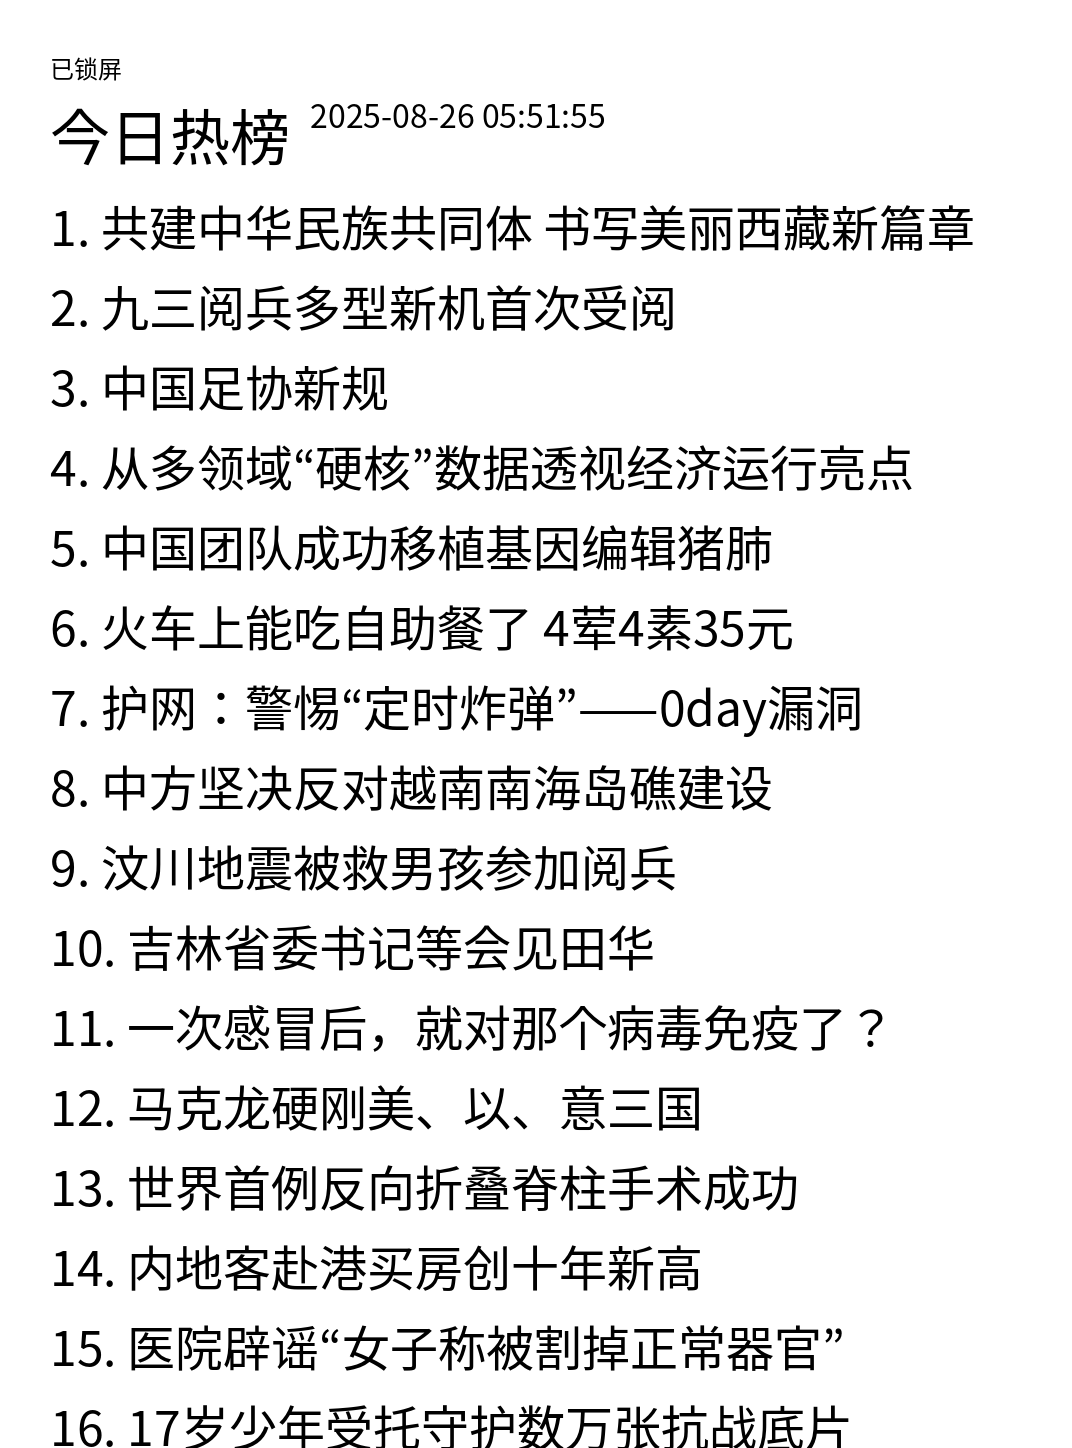 已锁屏
今日热榜 2025-08-26 05:51:55
1. 共建中华民族共同体 书写美丽西藏新篇章
2. 九三阅兵多型新机首次受阅
3. 中国足协新规
4. 从多领域“硬核”数据透视经济运行亮点
5. 中国团队成功移植基因编辑猪肺
6. 火车上能吃自助餐了 4荤4素35元
7. 护网：警惕“定时炸弹”——0day漏洞
8. 中方坚决反对越南南海岛礁建设
9. 汶川地震被救男孩参加阅兵
10. 吉林省委书记等会见田华
11. 一次感冒后，就对那个病毒免疫了？
12. 马克龙硬刚美、以、意三国
13. 世界首例反向折叠脊柱手术成功
14. 内地客赴港买房创十年新高
15. 医院辟谣“女子称被割掉正常器官”
16. 17岁少年受托守护数万张抗战底片